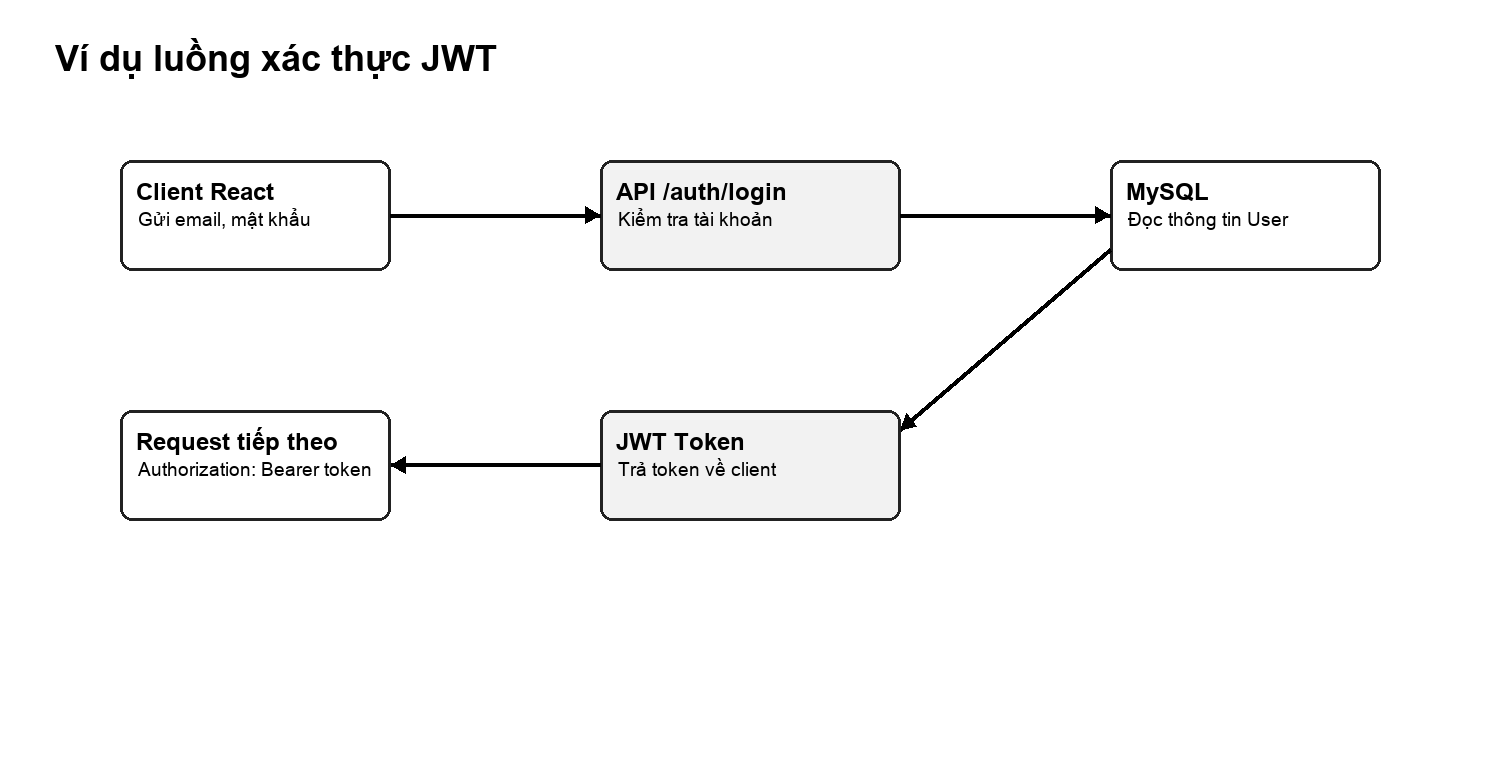 Ví dụ luồng xác thực JWT
Client React
Gửi email, mật khẩu
API /auth/login
Kiểm tra tài khoản
MySQL
Đọc thông tin User
Request tiếp theo
Authorization: Bearer token
JWT Token
Trả token về client